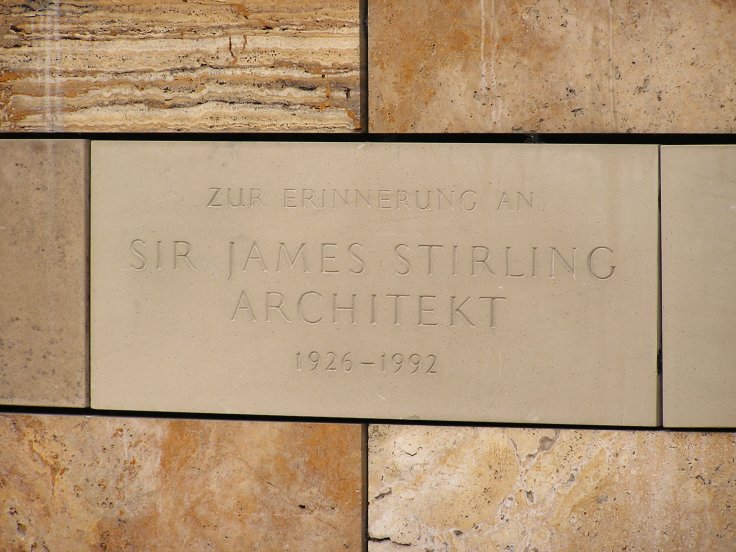 ZUR ERINNERUNG AN
SIR JAMES STIRLING
ARCHITEKT
1926–1992